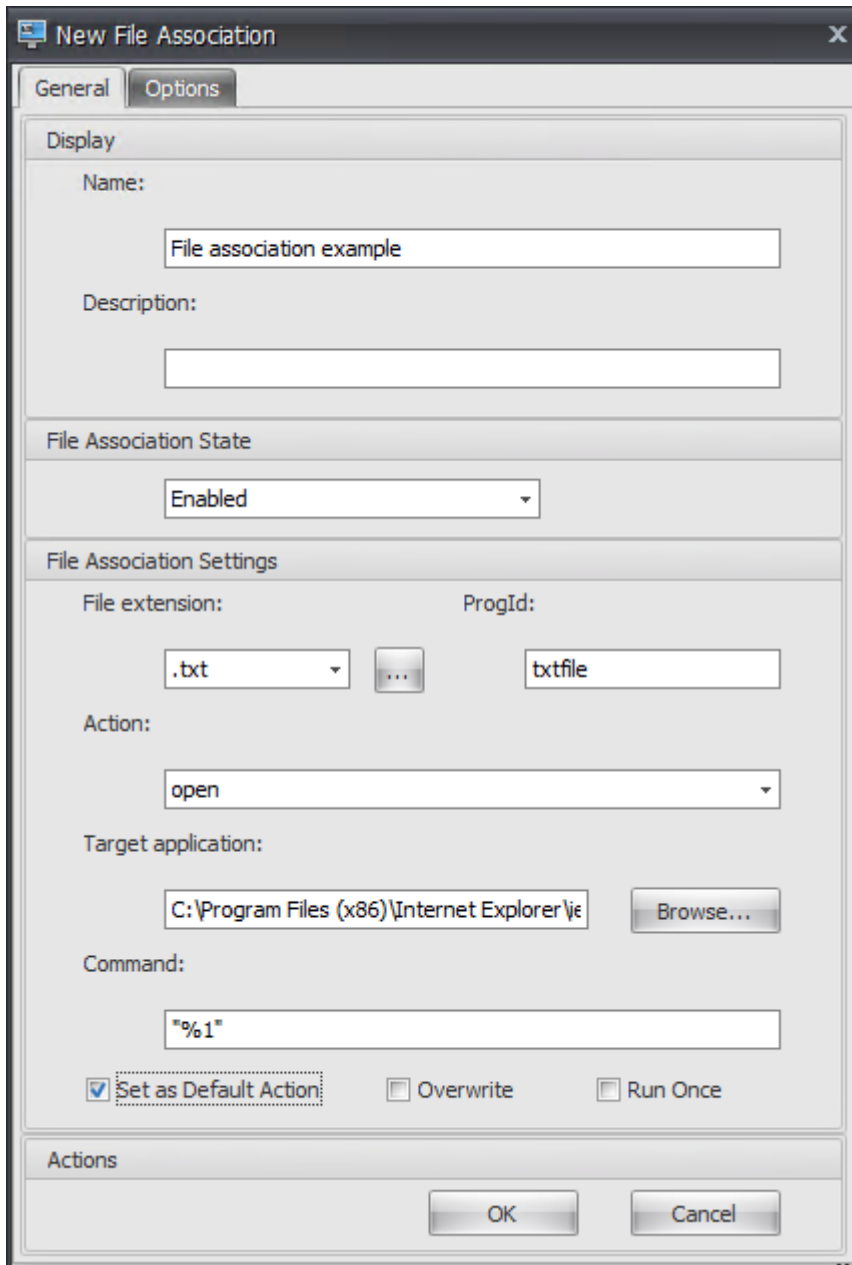 New File Association
General Options
Display
Name:
File association example
Description:
File Association State
Enabled
File Association Settings
File extension: ProgId:
.txt ... txtfile
Action:
open
Target application:
C:\Program Files (x86)\Internet Explorer\ie Browse...
Command:
"%1"
Set as Default Action Overwrite Run Once
Actions
OK Cancel